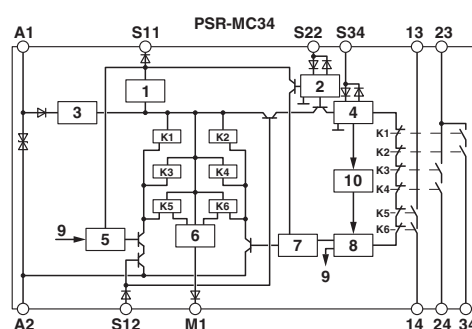 PSR-MC34
A1 S11 S22 S34 13 23
2
1 4
3
K1 K2 K1
K2
K3 K4 K3
10
K4
K5 K6 K5
9 5 6 7 8 K6
9
A2 S12 M1 14 24 34